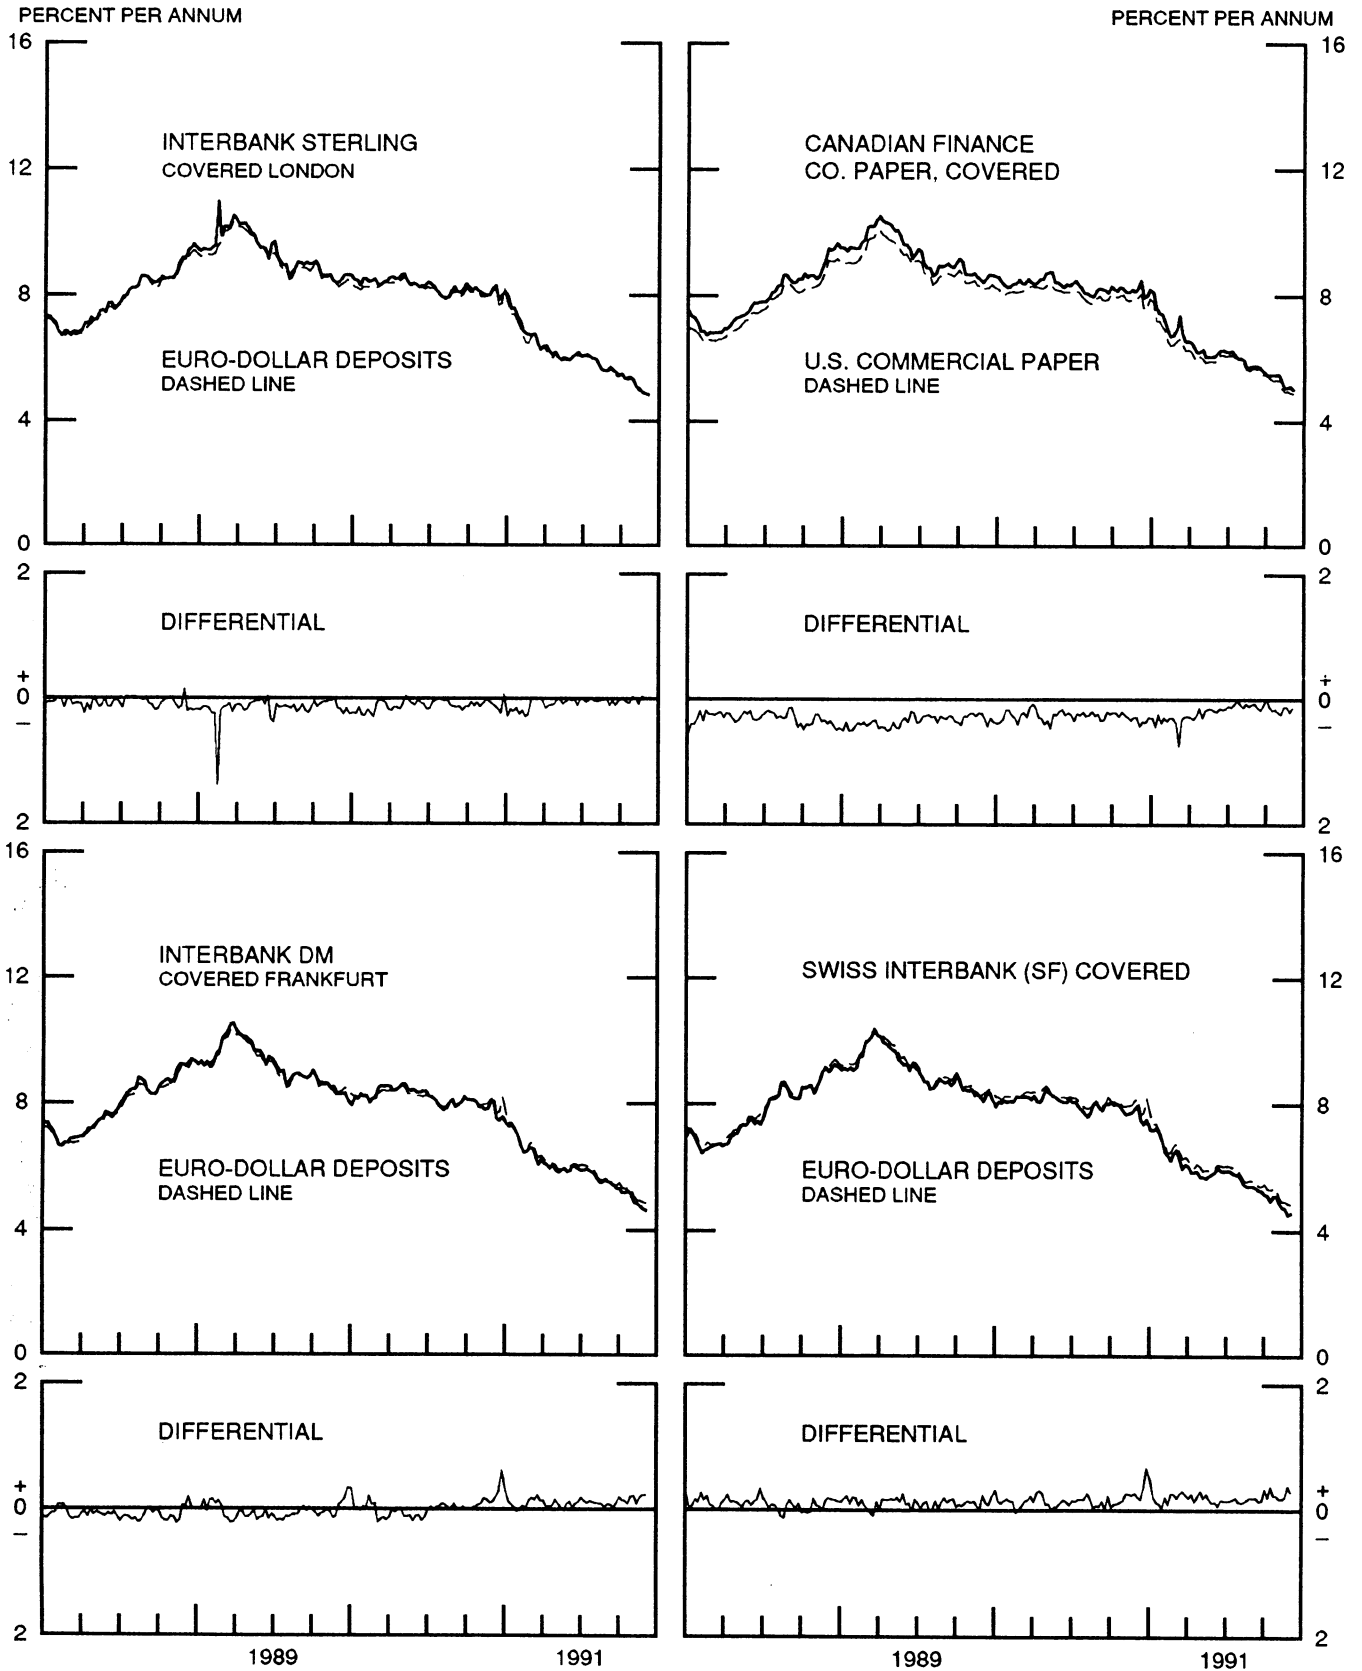 PERCENT PER ANNUM
PERCENT PER ANNUM
16
12
8
4
0
INTERBANK STERLING
COVERED LONDON
EURO-DOLLAR DEPOSITS
DASHED LINE
CANADIAN FINANCE
CO. PAPER, COVERED
U.S. COMMERCIAL PAPER
DASHED LINE
16
12
8
4
0
2
+
0
–
2
DIFFERENTIAL
DIFFERENTIAL
2
+
0
–
2
16
12
8
4
0
INTERBANK DM
COVERED FRANKFURT
EURO-DOLLAR DEPOSITS
DASHED LINE
SWISS INTERBANK (SF) COVERED
EURO-DOLLAR DEPOSITS
DASHED LINE
16
12
8
4
0
2
+
0
–
2
DIFFERENTIAL
DIFFERENTIAL
2
+
0
–
2
1989
1991
1989
1991